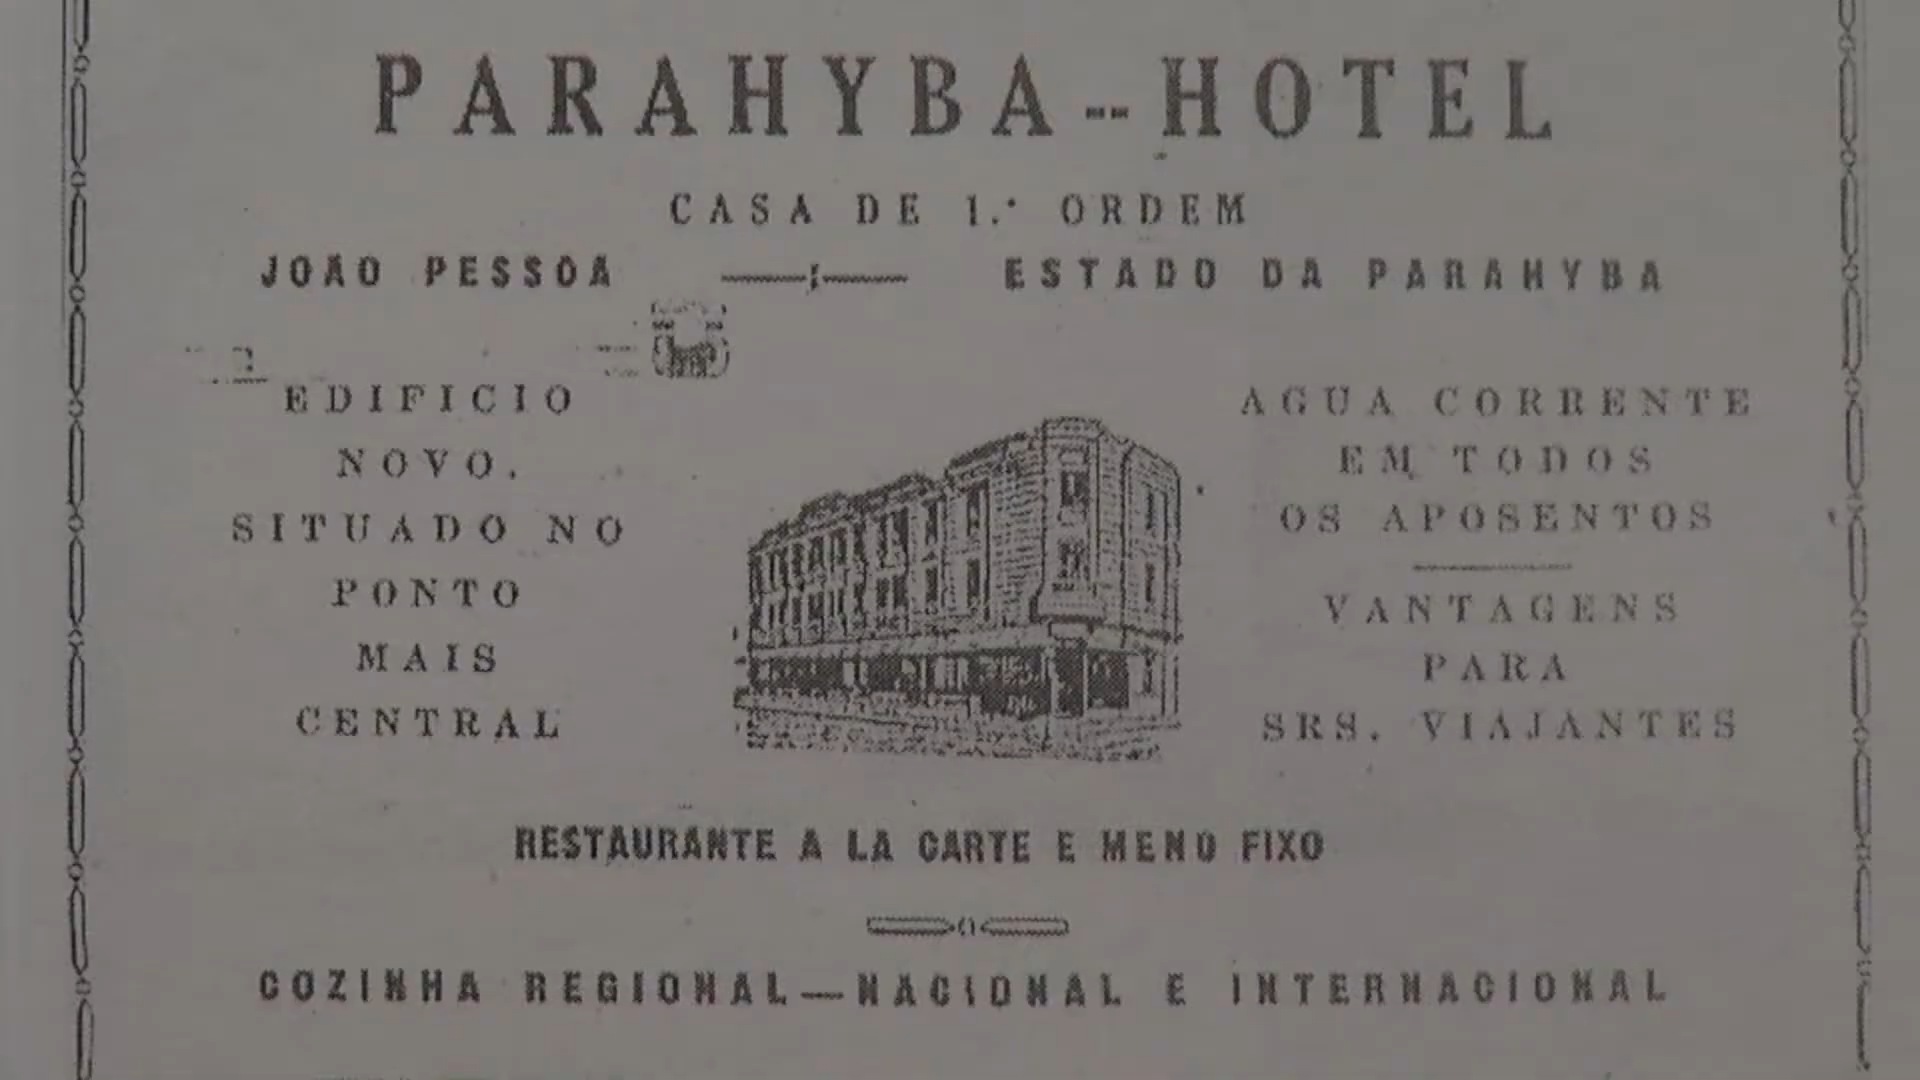 PARAHYBA--HOTEL
CASA DE 1.ª ORDEM
JOÃO PESSOA — ESTADO DA PARAHYBA
EDIFICIO
NOVO,
SITUADO NO
PONTO
MAIS
CENTRAL
AGUA CORRENTE
EM TODOS
OS APOSENTOS
VANTAGENS
PARA
SRS. VIAJANTES
RESTAURANTE A LA CARTE E MENU FIXO
COZINHA REGIONAL—NACIONAL E INTERNACIONAL